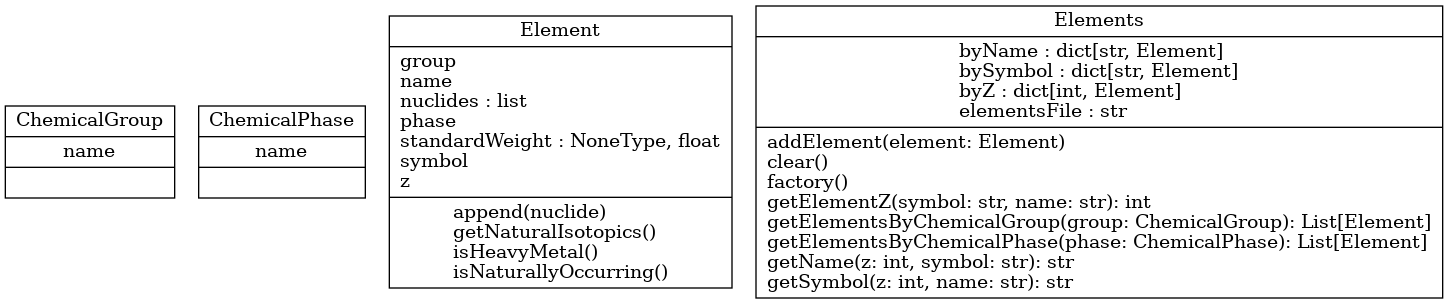 ChemicalGroup
name
ChemicalPhase
name
Element
group
name
nuclides : list
phase
standardWeight : NoneType, float
symbol
z
append(nuclide)
getNaturalIsotopics()
isHeavyMetal()
isNaturallyOccurring()
Elements
byName : dict[str, Element]
bySymbol : dict[str, Element]
byZ : dict[int, Element]
elementsFile : str
addElement(element: Element)
clear()
factory()
getElementZ(symbol: str, name: str): int
getElementsByChemicalGroup(group: ChemicalGroup): List[Element]
getElementsByChemicalPhase(phase: ChemicalPhase): List[Element]
getName(z: int, symbol: str): str
getSymbol(z: int, name: str): str